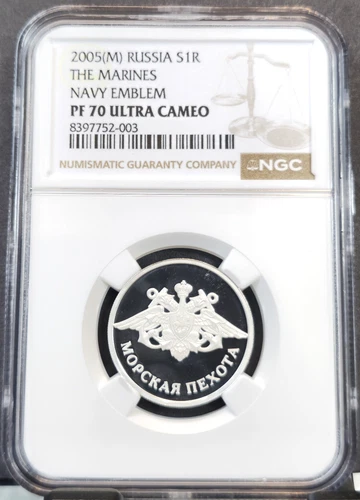 2005(M) RUSSIA S1R
THE MARINES
NAVY EMBLEM
PF 70 ULTRA CAMEO
8397752-003
NUMISMATIC GUARANTY COMPANY
NGC
МОРСКАЯ ПЕХОТА